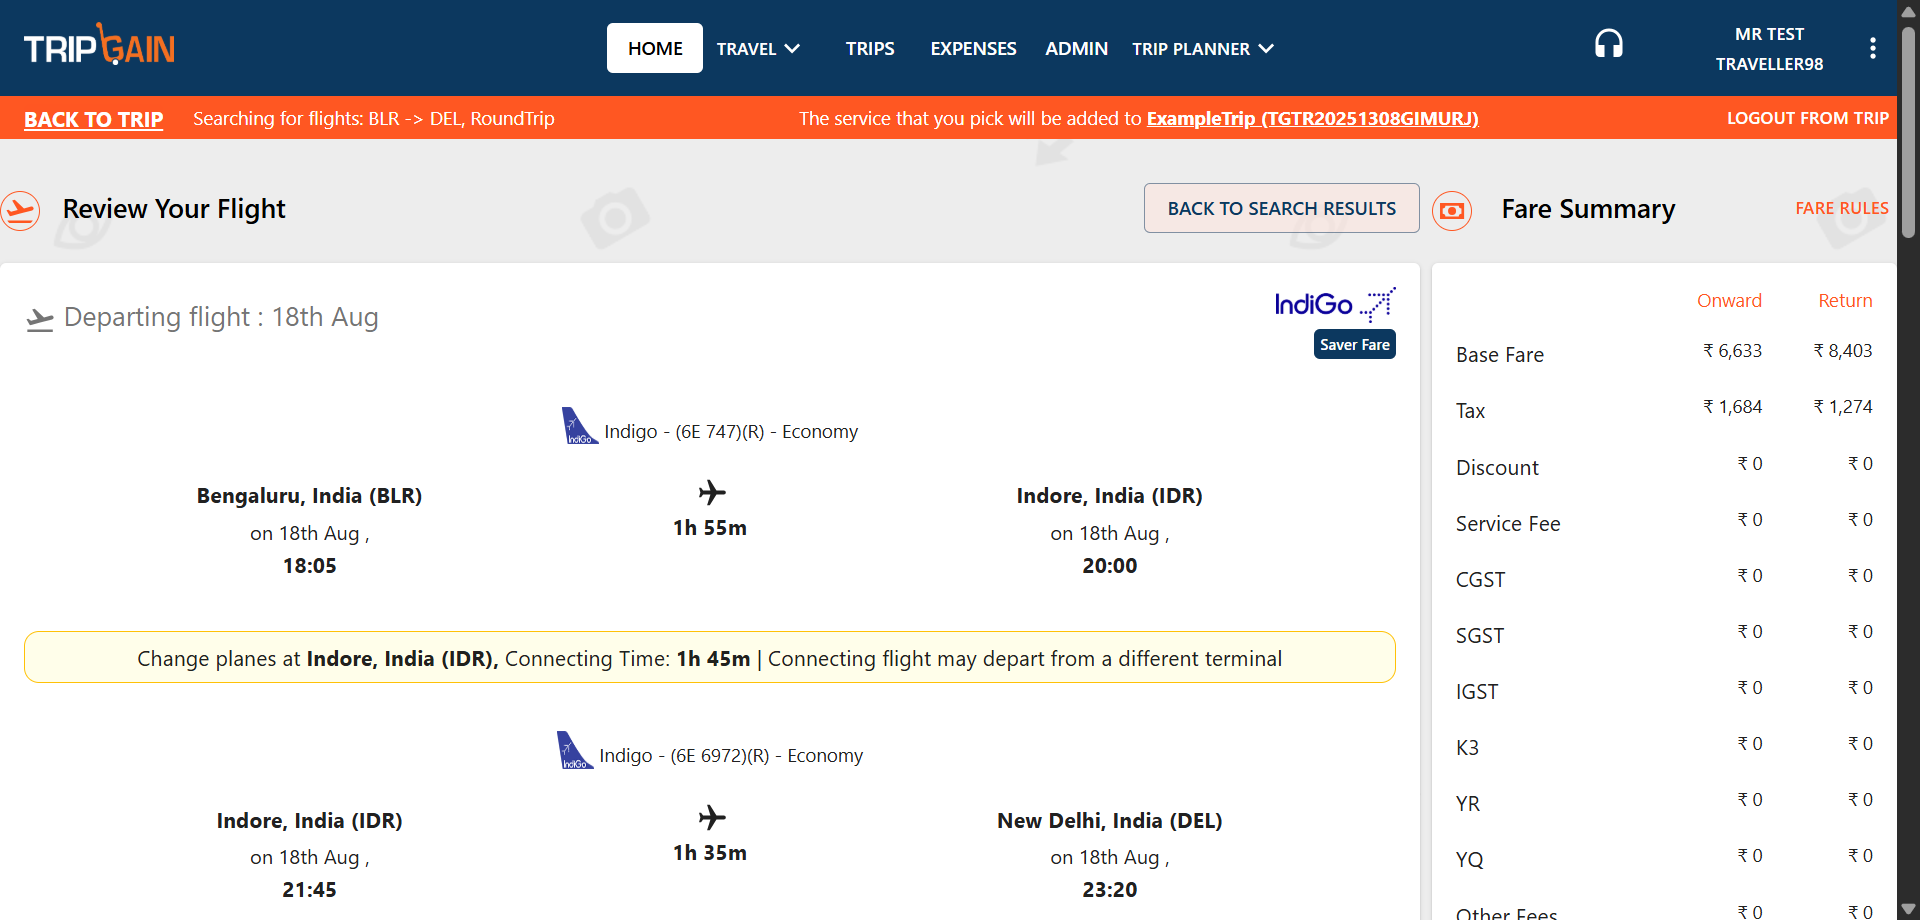 TRIPGAIN
HOME
TRAVEL
TRIPS
EXPENSES
ADMIN
TRIP PLANNER
MR TEST
TRAVELLER98
BACK TO TRIP
Searching for flights: BLR -> DEL, RoundTrip
The service that you pick will be added to ExampleTrip (TGTR20251308GIMURJ)
LOGOUT FROM TRIP
Review Your Flight
BACK TO SEARCH RESULTS
Departing flight : 18th Aug
IndiGo
Saver Fare
IndiGo
Indigo - (6E 747)(R) - Economy
Bengaluru, India (BLR)
on 18th Aug ,
18:05
1h 55m
Indore, India (IDR)
on 18th Aug ,
20:00
Change planes at Indore, India (IDR), Connecting Time: 1h 45m | Connecting flight may depart from a different terminal
IndiGo
Indigo - (6E 6972)(R) - Economy
Indore, India (IDR)
on 18th Aug ,
21:45
1h 35m
New Delhi, India (DEL)
on 18th Aug ,
23:20
Fare Summary
FARE RULES
Onward Return
Base Fare ₹ 6,633 ₹ 8,403
Tax ₹ 1,684 ₹ 1,274
Discount ₹ 0 ₹ 0
Service Fee ₹ 0 ₹ 0
CGST ₹ 0 ₹ 0
SGST ₹ 0 ₹ 0
IGST ₹ 0 ₹ 0
K3 ₹ 0 ₹ 0
YR ₹ 0 ₹ 0
YQ ₹ 0 ₹ 0
Other Fees ₹ 0 ₹ 0